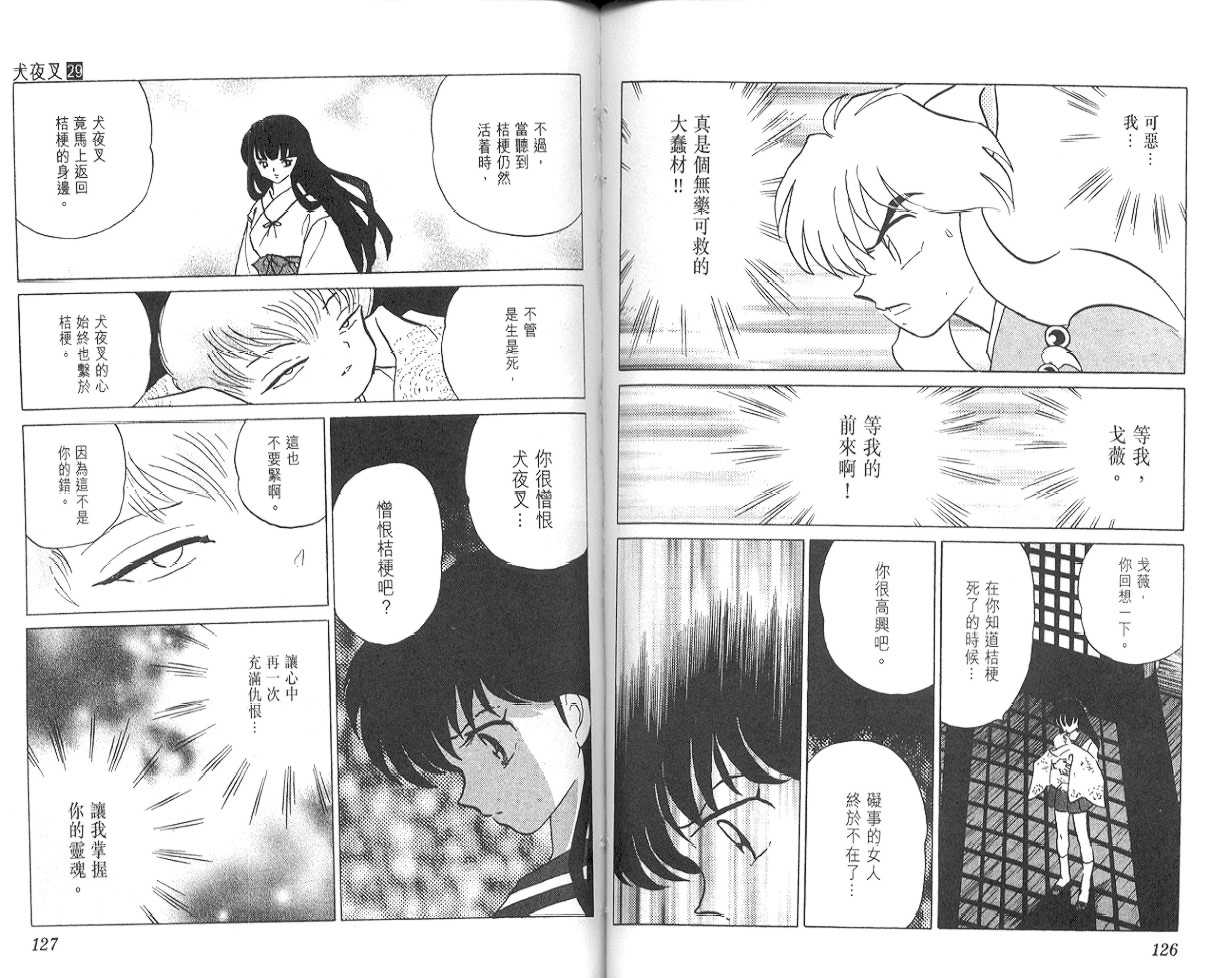 可惡…
我…
真是個無藥可救的
大蠢材!!
等我，
戈薇。
等我的
前來啊！
戈薇，
你回想一下。
在你知道桔梗
死了的時候…
你很高興吧。
礙事的女人
終於不在了…
126
犬夜叉 29
不過，
當聽到
桔梗仍然
活着時，
犬夜叉
竟馬上返回
桔梗的身邊。
不管
是生是死，
犬夜叉的心
始終也繫於
桔梗。
你很憎恨
犬夜叉…
憎恨桔梗吧？
這也
不要緊啊。
因為這不是
你的錯。
讓心中
再一次
充滿仇恨…
讓我掌握
你的靈魂。
127